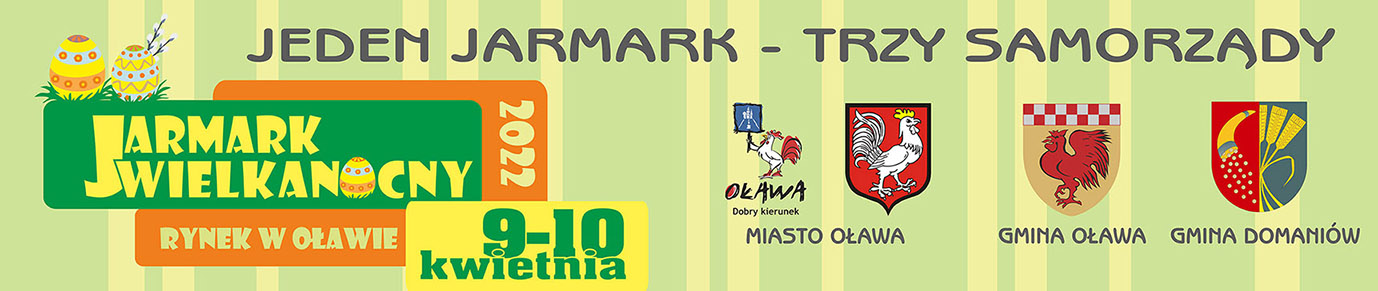 JEDEN JARMARK - TRZY SAMORZĄDY
JARMARK
WIELKANOCNY
2022
RYNEK W OŁAWIE
9-10
kwietnia
OŁAWA
Dobry kierunek
MIASTO OŁAWA
GMINA OŁAWA
GMINA DOMANIÓW